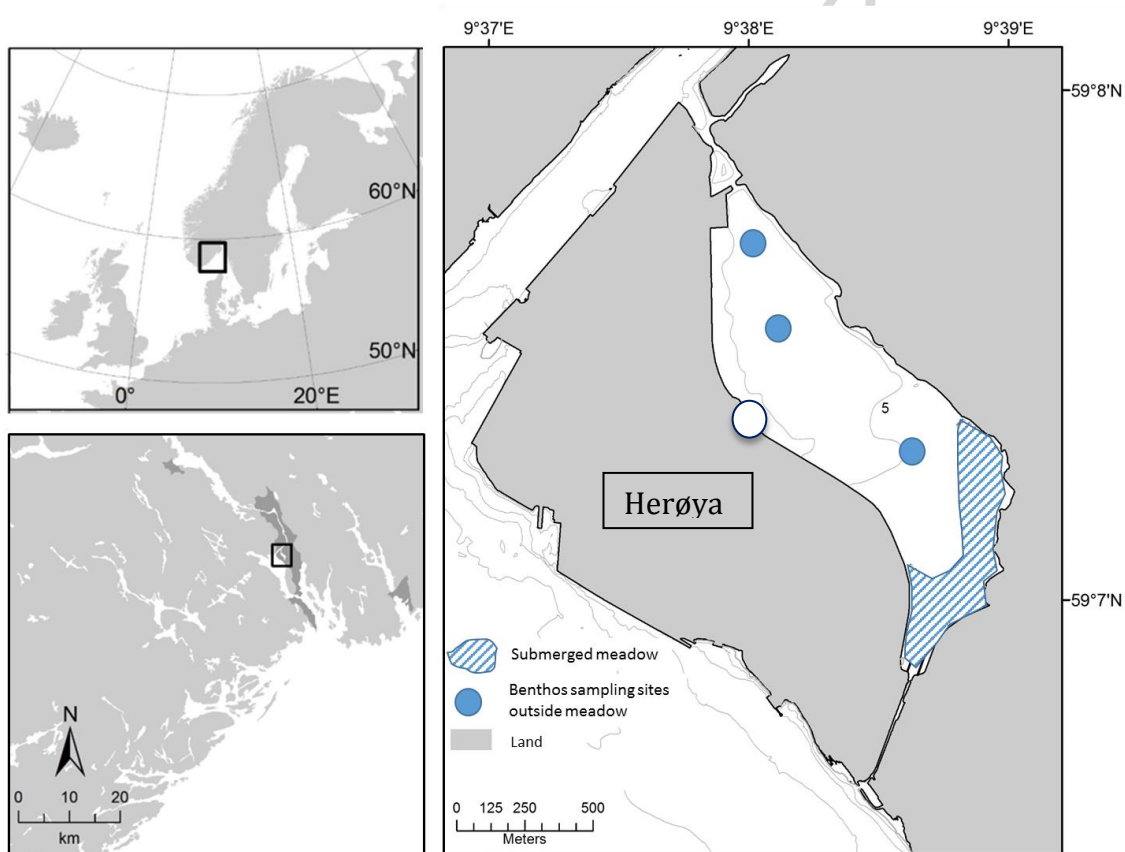 60°N
50°N
0°
20°E
N
0 10 20
km
9°37'E 9°38'E 9°39'E
59°8'N
5
Herøya
59°7'N
Submerged meadow
Benthos sampling sites
outside meadow
Land
0 125 250 500
Meters